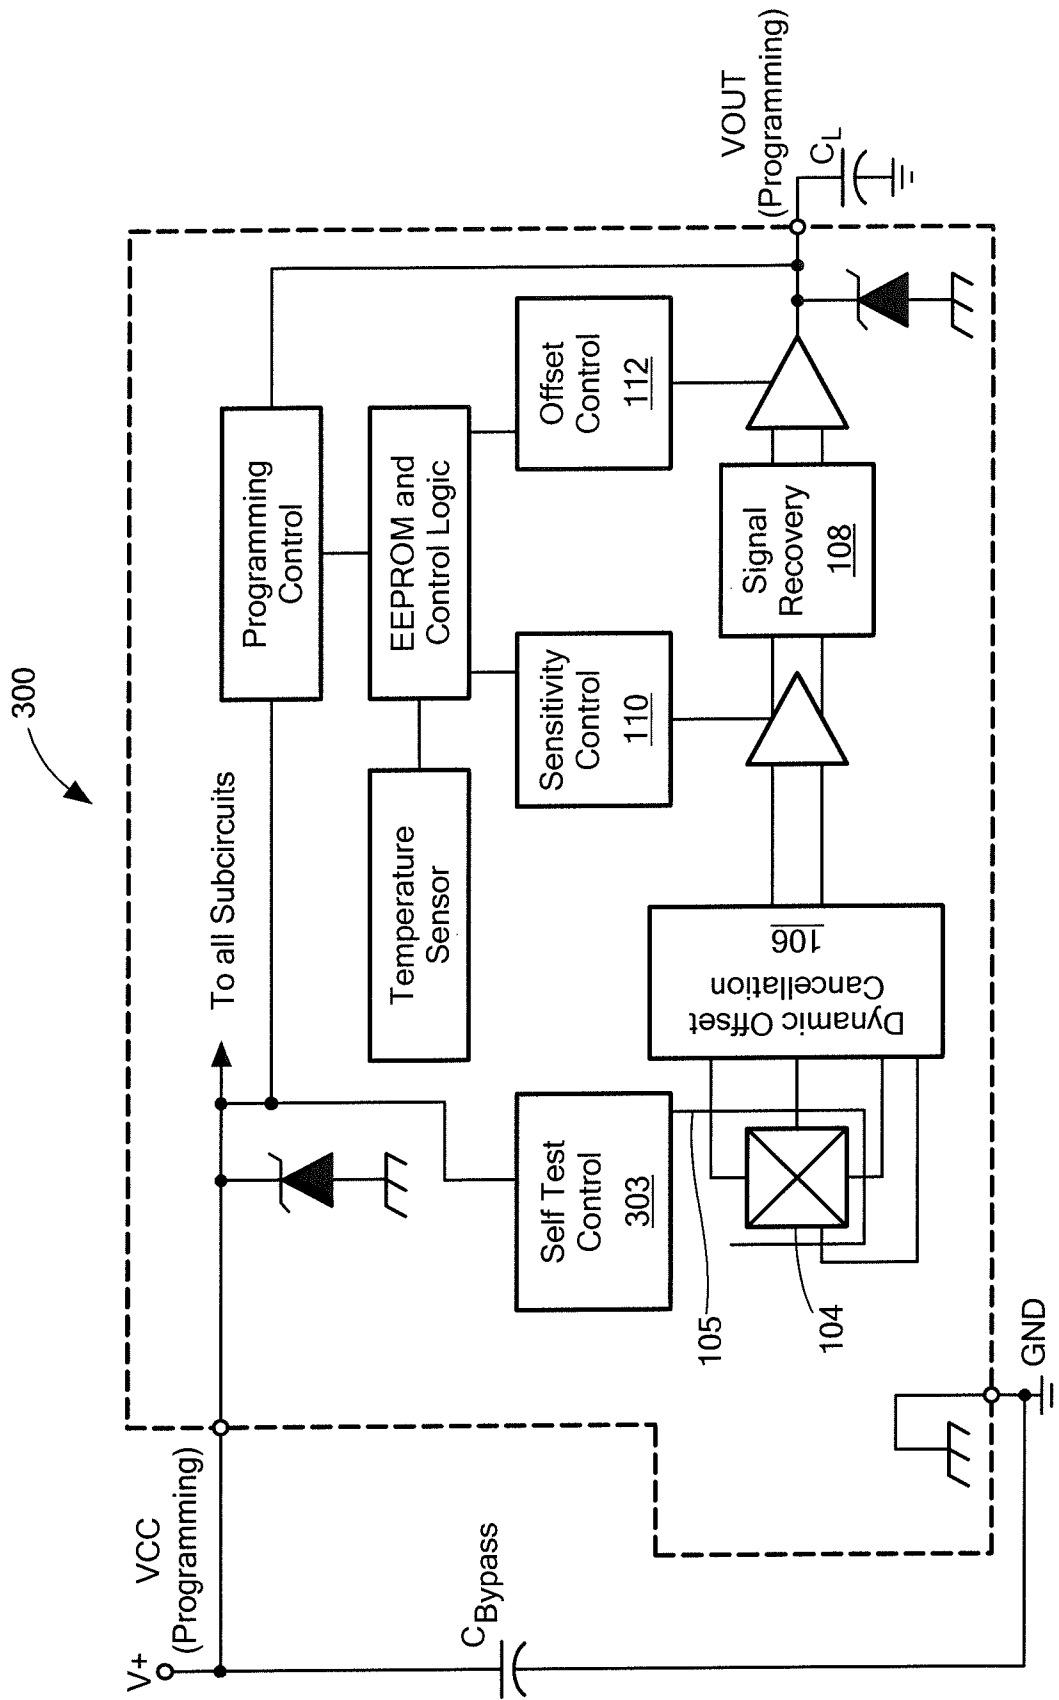 300
V+
VCC
(Programming)
To all Subcircuits
Programming
Control
Temperature
Sensor
EEPROM and
Control Logic
Self Test
Control
303
Sensitivity
Control
110
Offset
Control
112
VOUT
(Programming)
CL
CBypass
105
104
Dynamic Offset
Cancellation
106
Signal
Recovery
108
GND